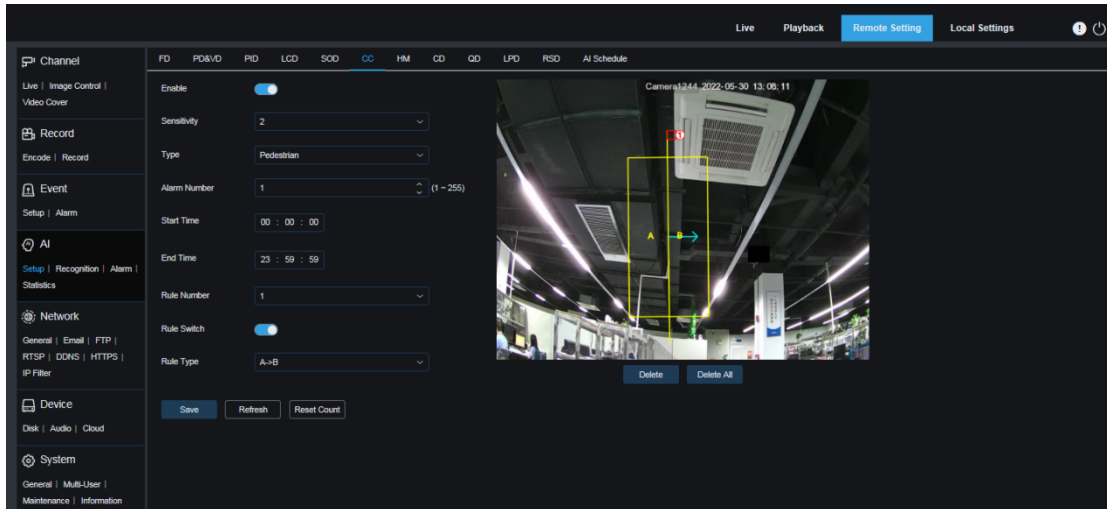 Live Playback Remote Setting Local Settings
Channel
Live | Image Control |
Video Cover
Record
Encode | Record
Event
Setup | Alarm
AI
Setup | Recognition | Alarm |
Statistics
Network
General | Email | FTP |
RTSP | DDNS | HTTPS |
IP Filter
Device
Disk | Audio | Cloud
System
General | Multi-User |
Maintenance | Information
FD PD&VD PID LCD SOD CC HM CD QD LPD RSD AI Schedule
Enable
Sensitivity 2
Type Pedestrian
Alarm Number 1 (1 ~ 255)
Start Time 00 : 00 : 00
End Time 23 : 59 : 59
Rule Number 1
Rule Switch
Rule Type A->B
Save Refresh Reset Count
Camera1244 2022-05-30 13:08:11
1
A B
Delete Delete All